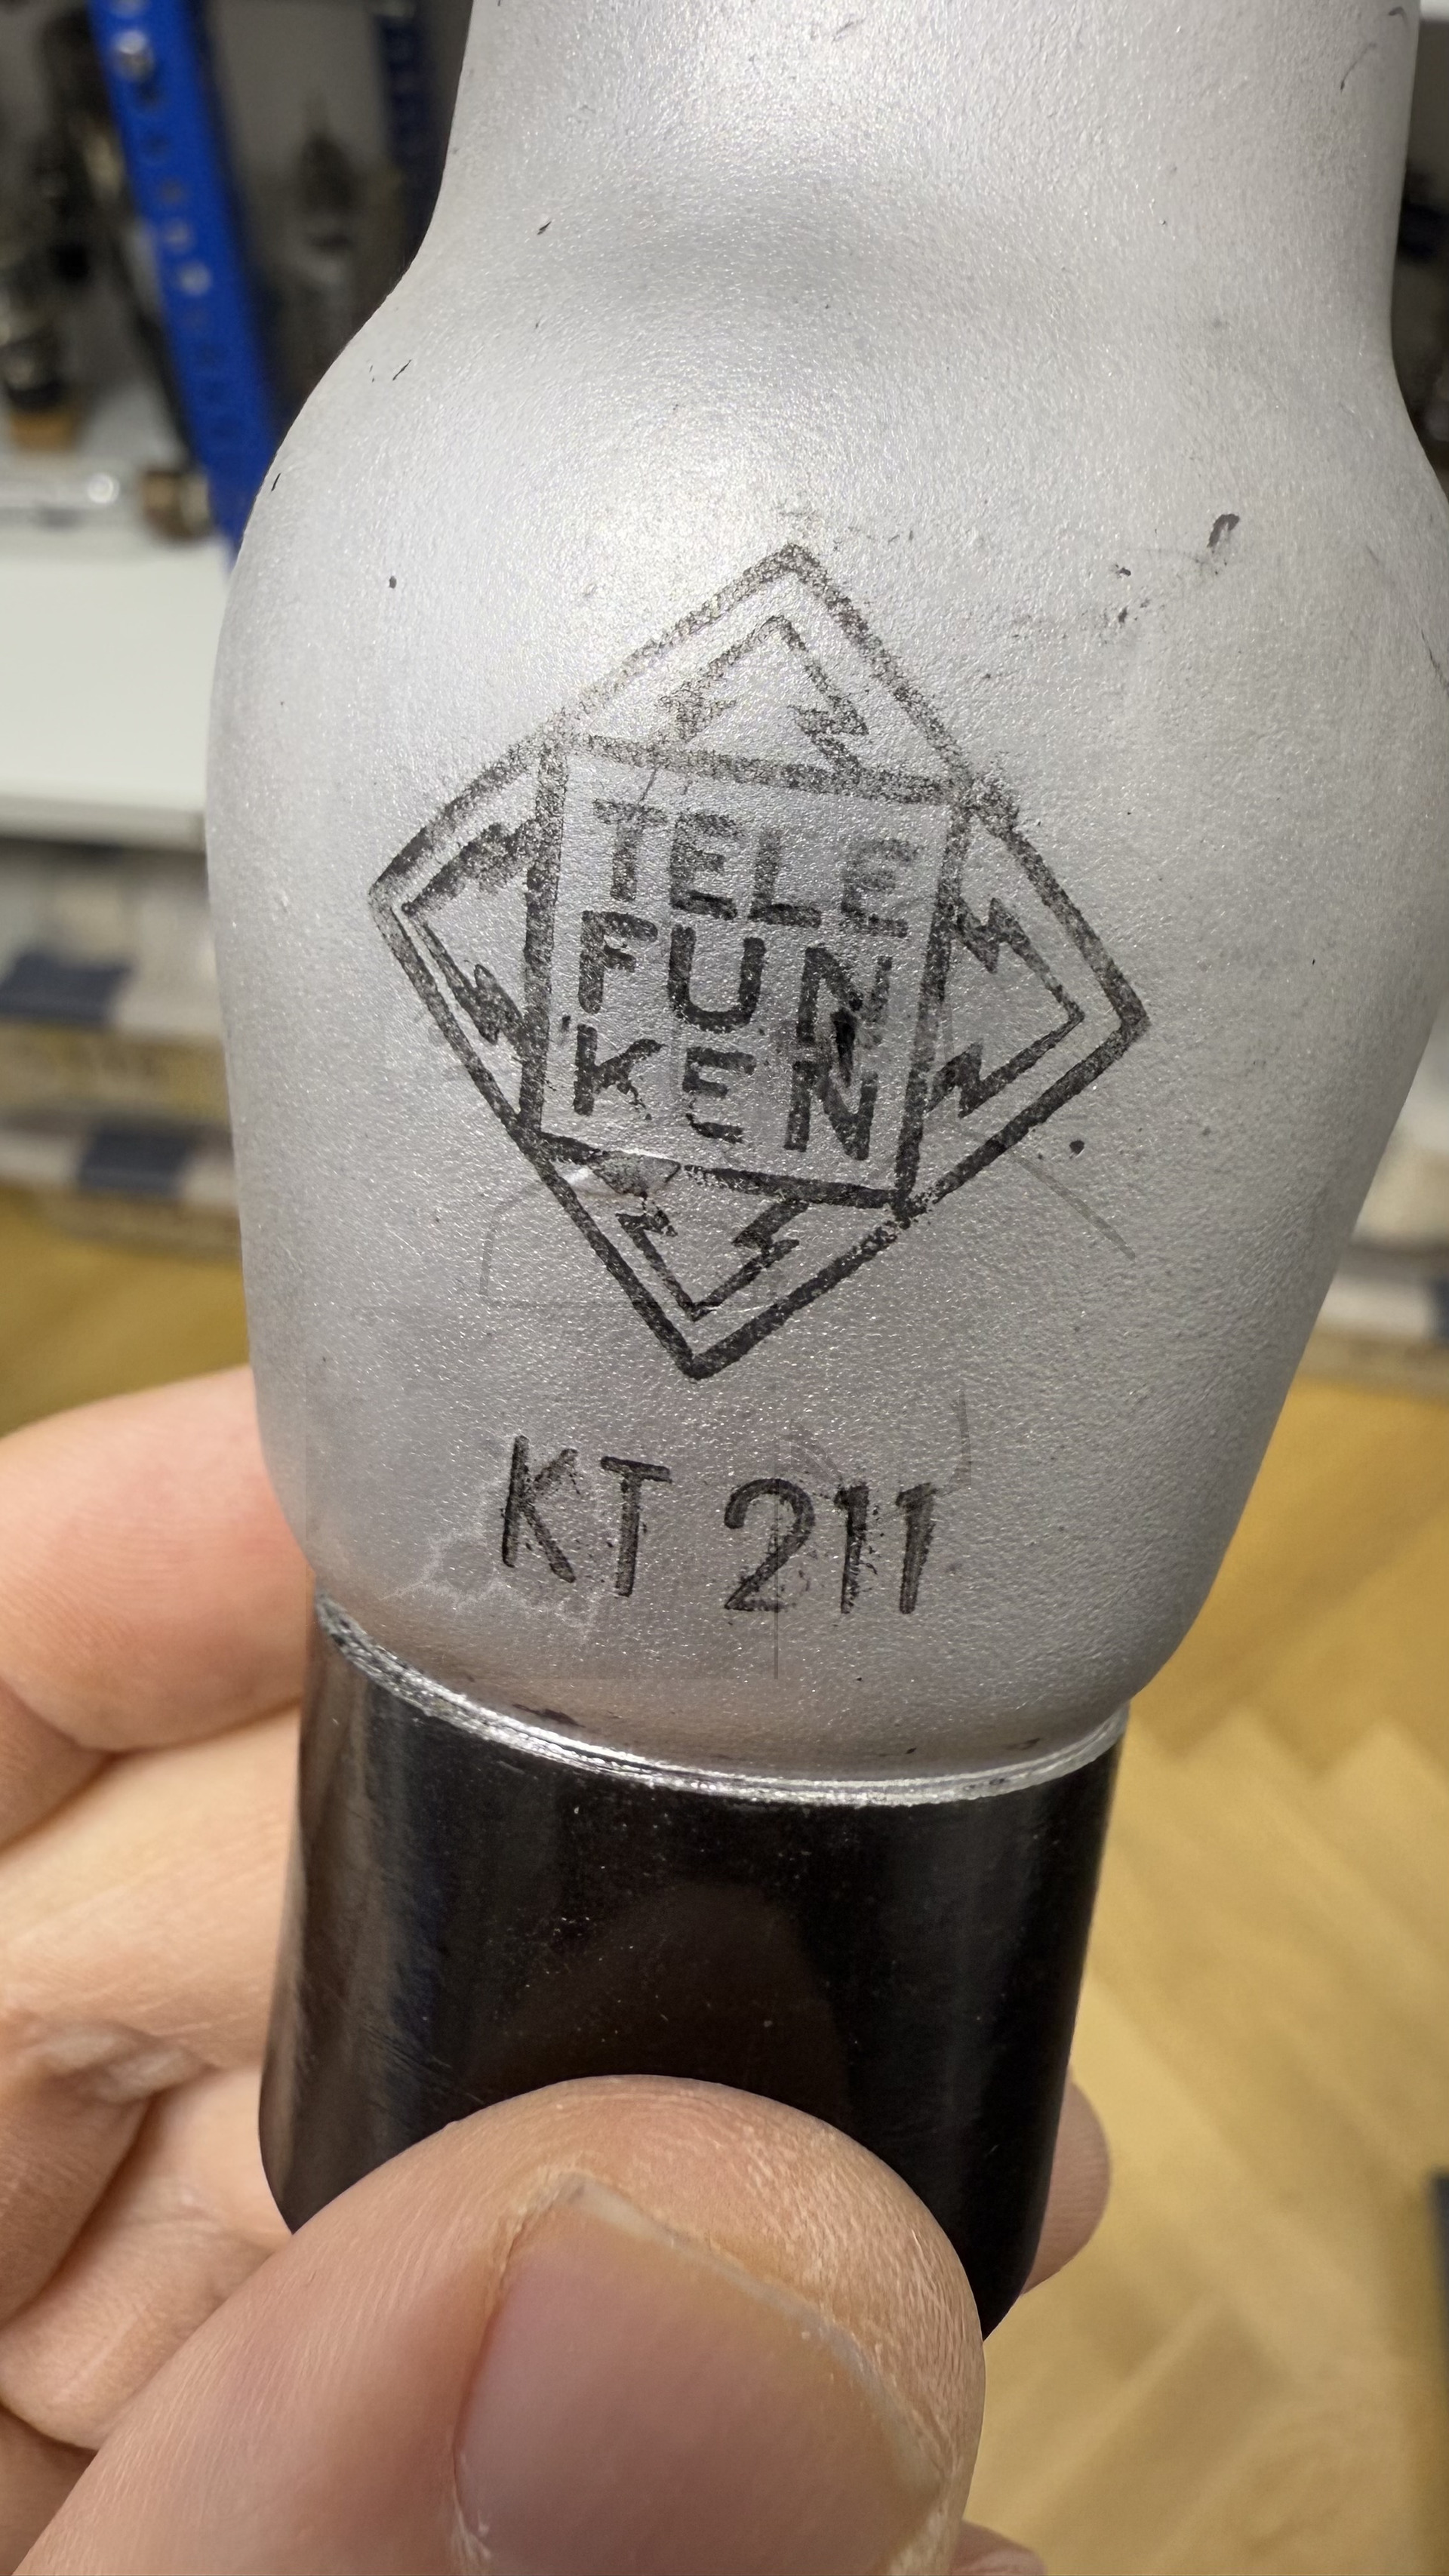 TELE
FUN
KEN
KT 211